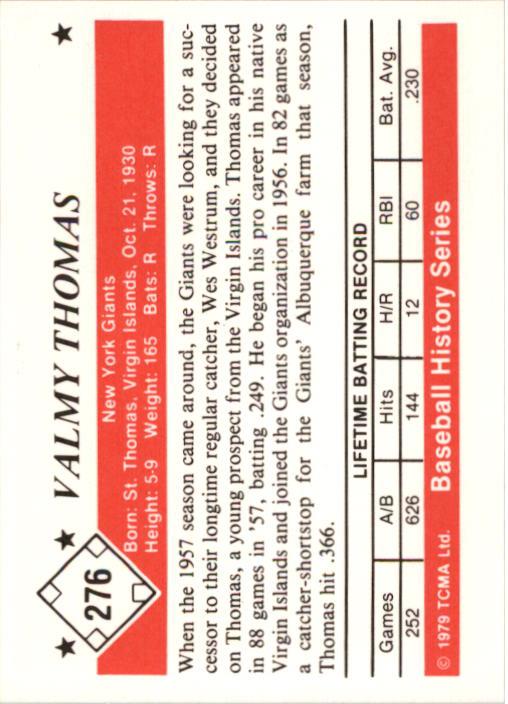 276
VALMY THOMAS
New York Giants
Born: St. Thomas, Virgin Islands, Oct. 21, 1930
Height: 5-9 Weight: 165 Bats: R Throws: R
When the 1957 season came around, the Giants were looking for a suc-
cessor to their longtime regular catcher, Wes Westrum, and they decided
on Thomas, a young prospect from the Virgin Islands. Thomas appeared
in 88 games in '57, batting .249. He began his pro career in his native
Virgin Islands and joined the Giants organization in 1956. In 82 games as
a catcher-shortstop for the Giants' Albuquerque farm that season,
Thomas hit .366.
LIFETIME BATTING RECORD
Games A/B Hits H/R RBI Bat. Avg.
252 626 144 12 60 .230
© 1979 TCMA Ltd. Baseball History Series